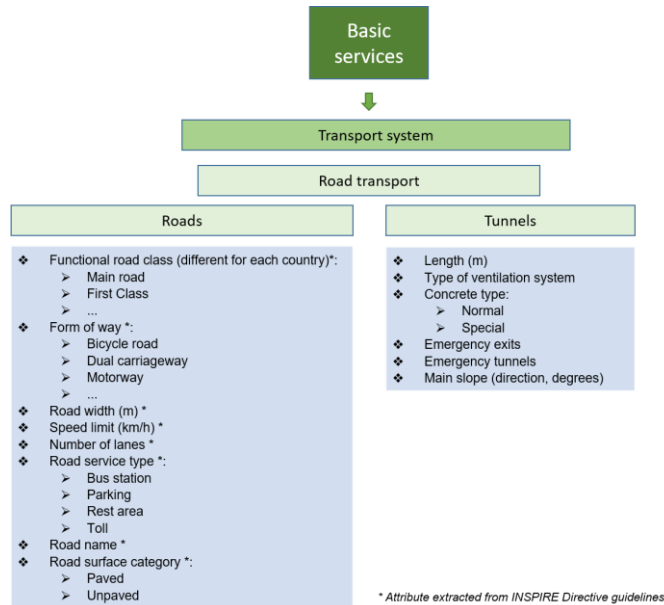 Basic
services
Transport system
Road transport
Roads
❖ Functional road class (different for each country)*:
➢ Main road
➢ First Class
➢ ...
❖ Form of way *:
➢ Bicycle road
➢ Dual carriageway
➢ Motorway
➢ ...
❖ Road width (m) *
❖ Speed limit (km/h) *
❖ Number of lanes *
❖ Road service type *:
➢ Bus station
➢ Parking
➢ Rest area
➢ Toll
❖ Road name *
❖ Road surface category *:
➢ Paved
➢ Unpaved
Tunnels
❖ Length (m)
❖ Type of ventilation system
❖ Concrete type:
➢ Normal
➢ Special
❖ Emergency exits
❖ Emergency tunnels
❖ Main slope (direction, degrees)
* Attribute extracted from INSPIRE Directive guidelines